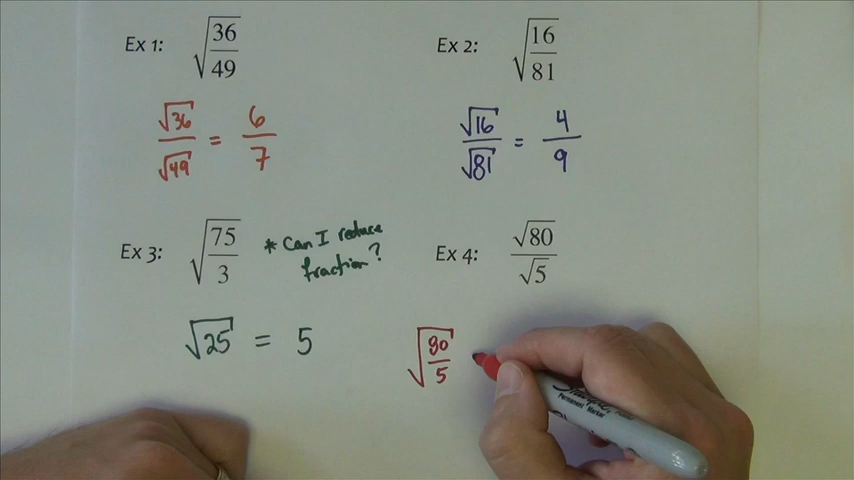 Ex 1: √(36/49)
Ex 2: √(16/81)
√36/√49 = 6/7
√16/√81 = 4/9
Ex 3: √(75/3)
* Can I reduce
fraction?
Ex 4: √80/√5
√25 = 5
√(80/5)
Sharpie
Permanent Marker